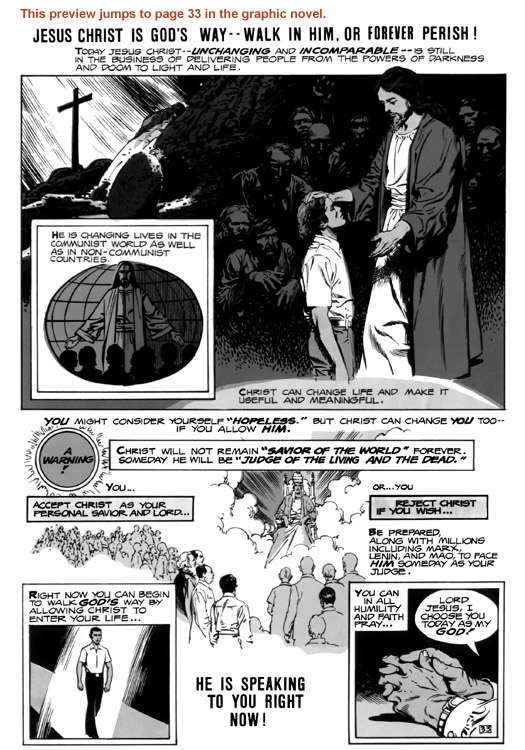 This preview jumps to page 33 in the graphic novel.
JESUS CHRIST IS GOD'S WAY--WALK IN HIM, OR FOREVER PERISH!
TODAY JESUS CHRIST--UNCHANGING AND INCOMPARABLE--IS STILL
IN THE BUSINESS OF DELIVERING PEOPLE FROM THE POWERS OF DARKNESS
AND DOOM TO LIGHT AND LIFE.
HE IS CHANGING LIVES IN THE
COMMUNIST WORLD AS WELL
AS IN NON-COMMUNIST
COUNTRIES.
CHRIST CAN CHANGE LIFE AND MAKE IT
USEFUL AND MEANINGFUL.
YOU MIGHT CONSIDER YOURSELF "HOPELESS." BUT CHRIST CAN CHANGE YOU TOO--
IF YOU ALLOW HIM.
A
WARNING!
CHRIST WILL NOT REMAIN "SAVIOR OF THE WORLD" FOREVER.
SOMEDAY HE WILL BE "JUDGE OF THE LIVING AND THE DEAD."
YOU...
ACCEPT CHRIST AS YOUR
PERSONAL SAVIOR AND LORD...
OR...YOU
REJECT CHRIST
IF YOU WISH...
BE PREPARED,
ALONG WITH MILLIONS
INCLUDING MARX,
LENIN, AND MAO, TO FACE
HIM SOMEDAY AS YOUR
JUDGE.
RIGHT NOW YOU CAN BEGIN
TO WALK GOD'S WAY BY
ALLOWING CHRIST TO
ENTER YOUR LIFE...
HE IS SPEAKING
TO YOU RIGHT
NOW!
YOU CAN
IN ALL
HUMILITY
AND FAITH
PRAY...
LORD
JESUS, I
CHOOSE YOU
TODAY AS MY
GOD!
33